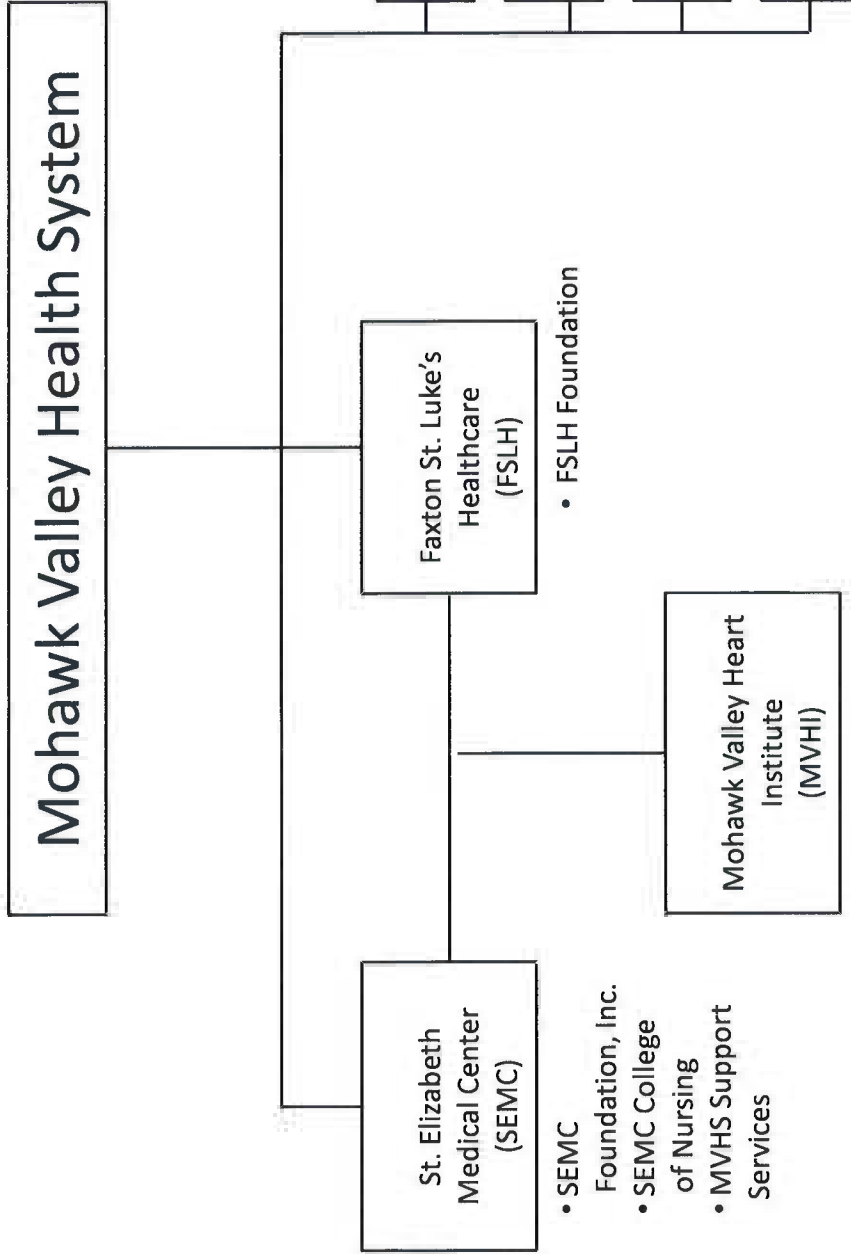 Mohawk Valley Health System
St. Elizabeth
Medical Center
(SEMC)
• SEMC
Foundation, Inc.
• SEMC College
of Nursing
• MVHS Support
Services
Faxton St. Luke's
Healthcare
(FSLH)
• FSLH Foundation
Mohawk Valley Heart
Institute
(MVHI)